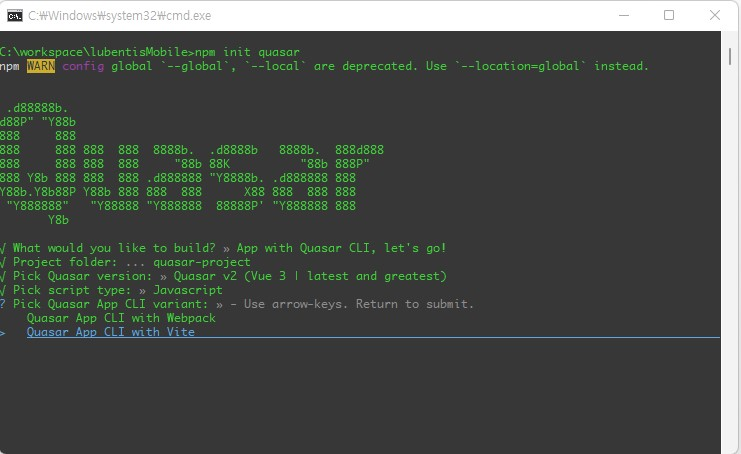 C:₩Windows₩system32₩cmd.exe
C:\workspace\lubentisMobile>npm init quasar
npm WARN config global `--global`, `--local` are deprecated. Use `--location=global` instead.
 .d88888b.
d88P" "Y88b
888     888
888     888 888  888  8888b.  .d8888b   8888b.  888d888
888     888 888  888     "88b 88K          "88b 888P"
888 Y8b 888 888  888 .d888888 "Y8888b. .d888888 888
Y88b.Y8b88P Y88b 888 888  888      X88 888  888 888
 "Y888888"   "Y88888 "Y888888  88888P' "Y888888 888
       Y8b
√ What would you like to build? » App with Quasar CLI, let's go!
√ Project folder: ... quasar-project
√ Pick Quasar version: » Quasar v2 (Vue 3 | latest and greatest)
√ Pick script type: » Javascript
? Pick Quasar App CLI variant: » - Use arrow-keys. Return to submit.
    Quasar App CLI with Webpack
>   Quasar App CLI with Vite